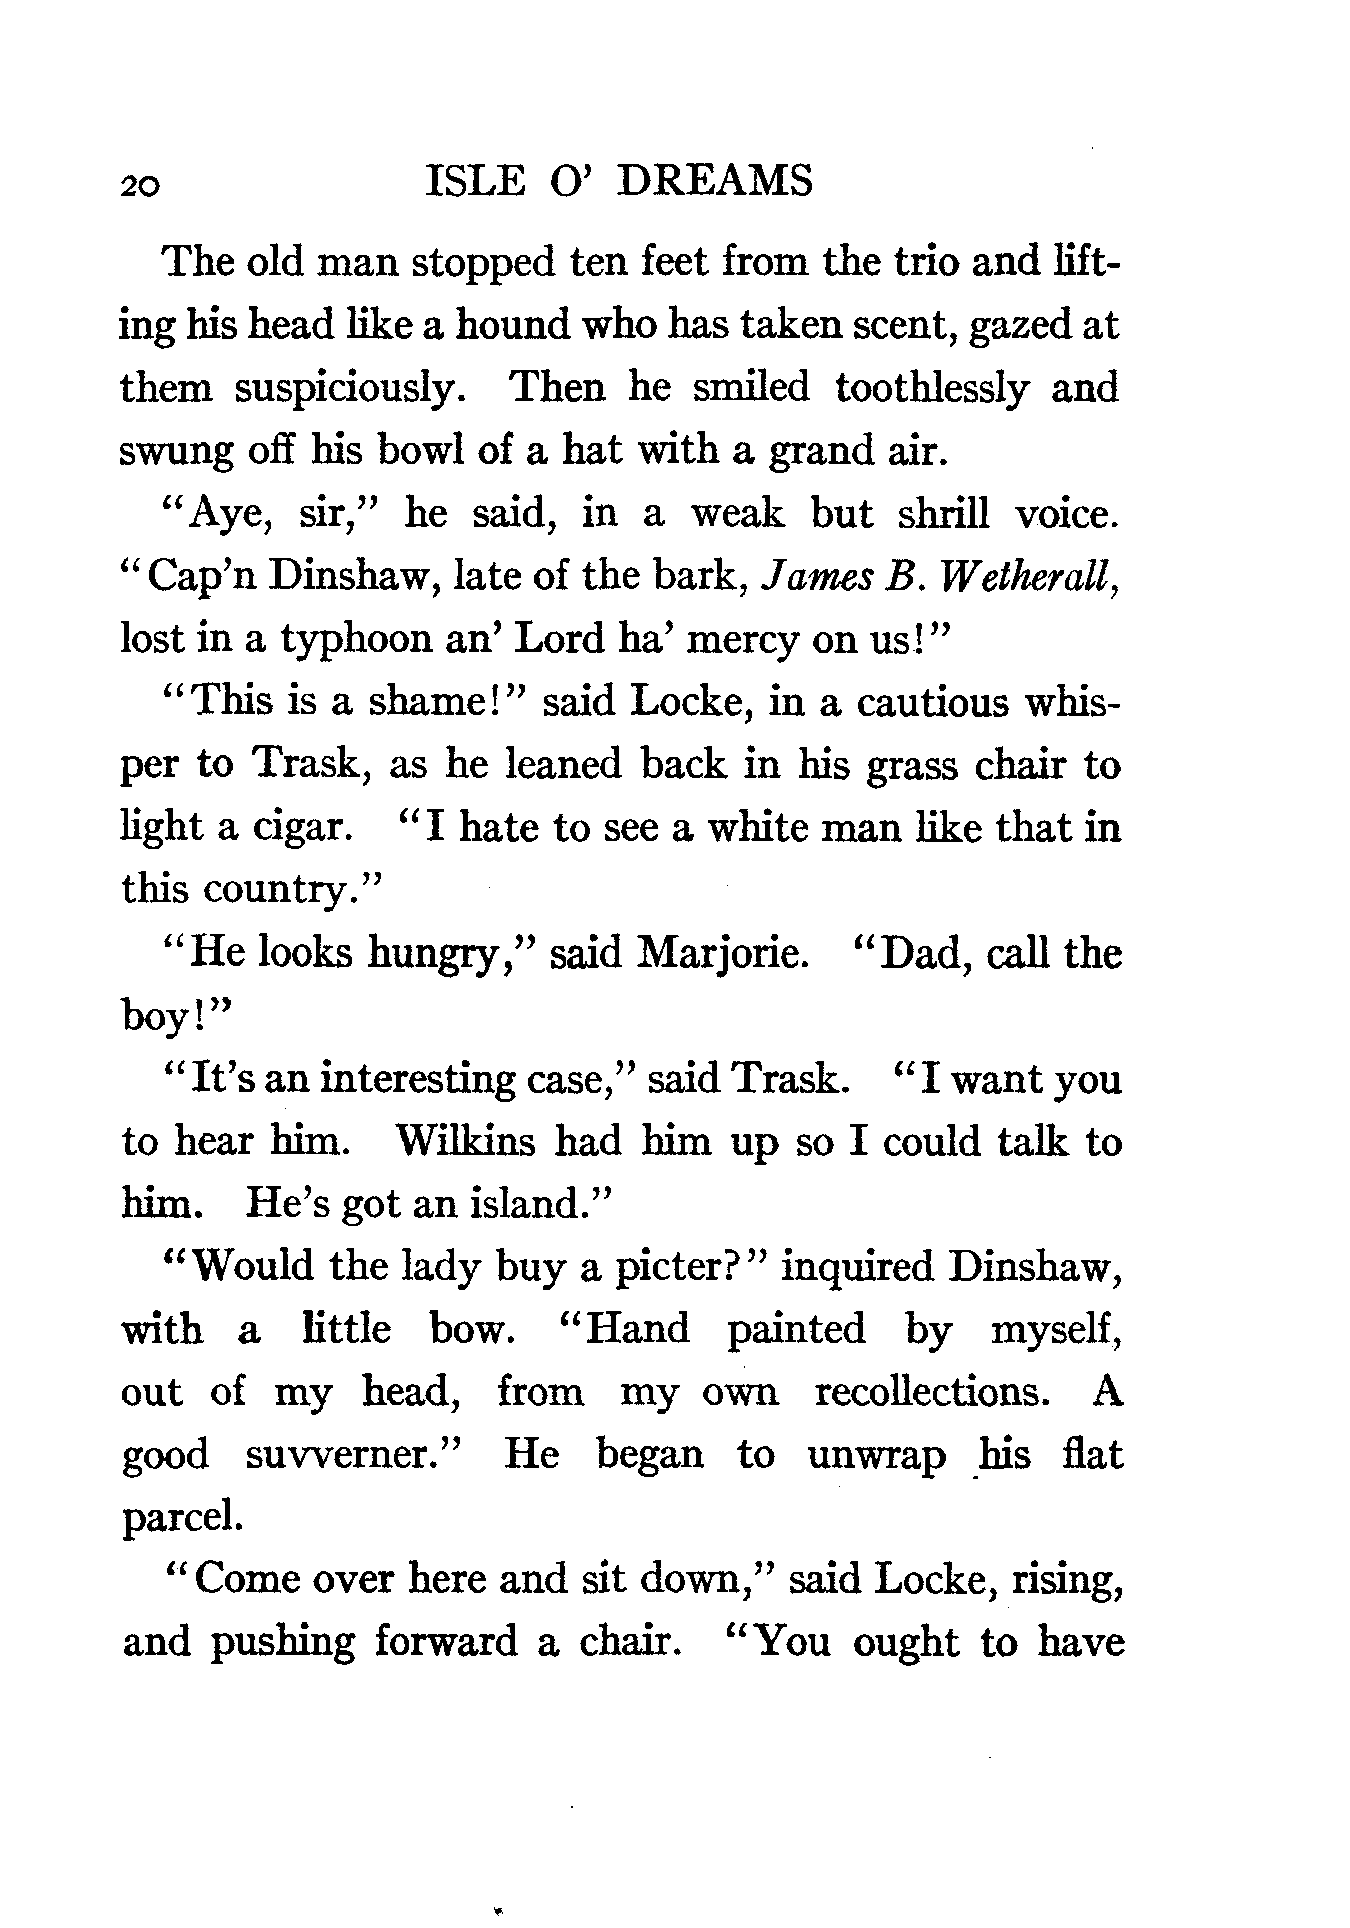 20 ISLE O' DREAMS
The old man stopped ten feet from the trio and lift-
ing his head like a hound who has taken scent, gazed at
them suspiciously. Then he smiled toothlessly and
swung off his bowl of a hat with a grand air.
"Aye, sir," he said, in a weak but shrill voice.
"Cap'n Dinshaw, late of the bark, James B. Wetherall,
lost in a typhoon an' Lord ha' mercy on us!"
"This is a shame!" said Locke, in a cautious whis-
per to Trask, as he leaned back in his grass chair to
light a cigar. "I hate to see a white man like that in
this country."
"He looks hungry," said Marjorie. "Dad, call the
boy!"
"It's an interesting case," said Trask. "I want you
to hear him. Wilkins had him up so I could talk to
him. He's got an island."
"Would the lady buy a picter?" inquired Dinshaw,
with a little bow. "Hand painted by myself,
out of my head, from my own recollections. A
good suvverner." He began to unwrap his flat
parcel.
"Come over here and sit down," said Locke, rising,
and pushing forward a chair. "You ought to have